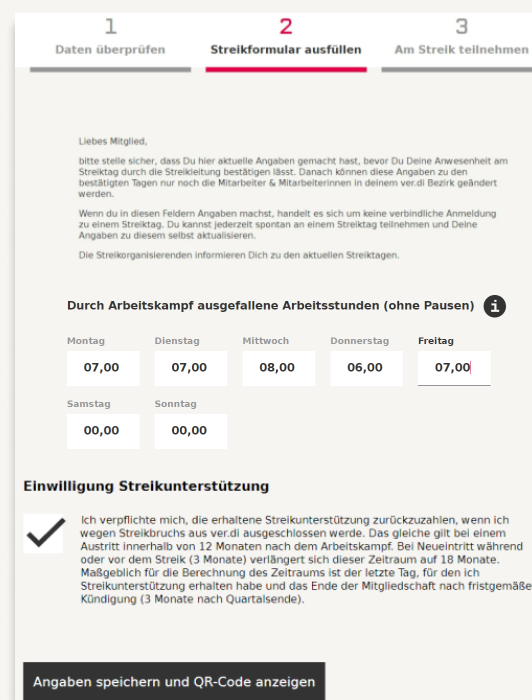 1 2 3
Daten überprüfen Streikformular ausfüllen Am Streik teilnehmen
Liebes Mitglied,
bitte stelle sicher, dass Du hier aktuelle Angaben gemacht hast, bevor Du Deine Anwesenheit am
Streiktag durch die Streikleitung bestätigen lässt. Danach können diese Angaben zu den
bestätigten Tagen nur noch die Mitarbeiter & Mitarbeiterinnen in deinem ver.di Bezirk geändert
werden.
Wenn du in diesen Feldern Angaben machst, handelt es sich um keine verbindliche Anmeldung
zu einem Streiktag. Du kannst jederzeit spontan an einem Streiktag teilnehmen und Deine
Angaben zu diesem selbst aktualisieren.
Die Streikorganisierenden informieren Dich zu den aktuellen Streiktagen.
Durch Arbeitskampf ausgefallene Arbeitsstunden (ohne Pausen) i
Montag Dienstag Mittwoch Donnerstag Freitag
07,00 07,00 08,00 06,00 07,00
Samstag Sonntag
00,00 00,00
Einwilligung Streikunterstützung
Ich verpflichte mich, die erhaltene Streikunterstützung zurückzuzahlen, wenn ich
wegen Streikbruchs aus ver.di ausgeschlossen werde. Das gleiche gilt bei einem
Austritt innerhalb von 12 Monaten nach dem Arbeitskampf. Bei Neueintritt während
oder vor dem Streik (3 Monate) verlängert sich dieser Zeitraum auf 18 Monate.
Maßgeblich für die Berechnung des Zeitraums ist der letzte Tag, für den ich
Streikunterstützung erhalten habe und das Ende der Mitgliedschaft nach fristgemäße
Kündigung (3 Monate nach Quartalsende).
Angaben speichern und QR-Code anzeigen